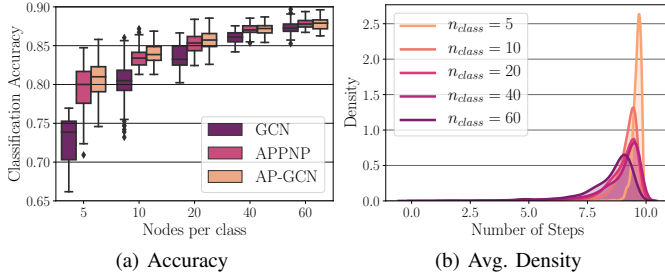 0.90
0.85
0.80
0.75
0.70
0.65
Classification Accuracy
GCN
APPNP
AP-GCN
5 10 20 40 60
Nodes per class
(a) Accuracy
2.5
2.0
1.5
1.0
0.5
0.0
Density
n_class = 5
n_class = 10
n_class = 20
n_class = 40
n_class = 60
0.0 2.5 5.0 7.5 10.0
Number of Steps
(b) Avg. Density